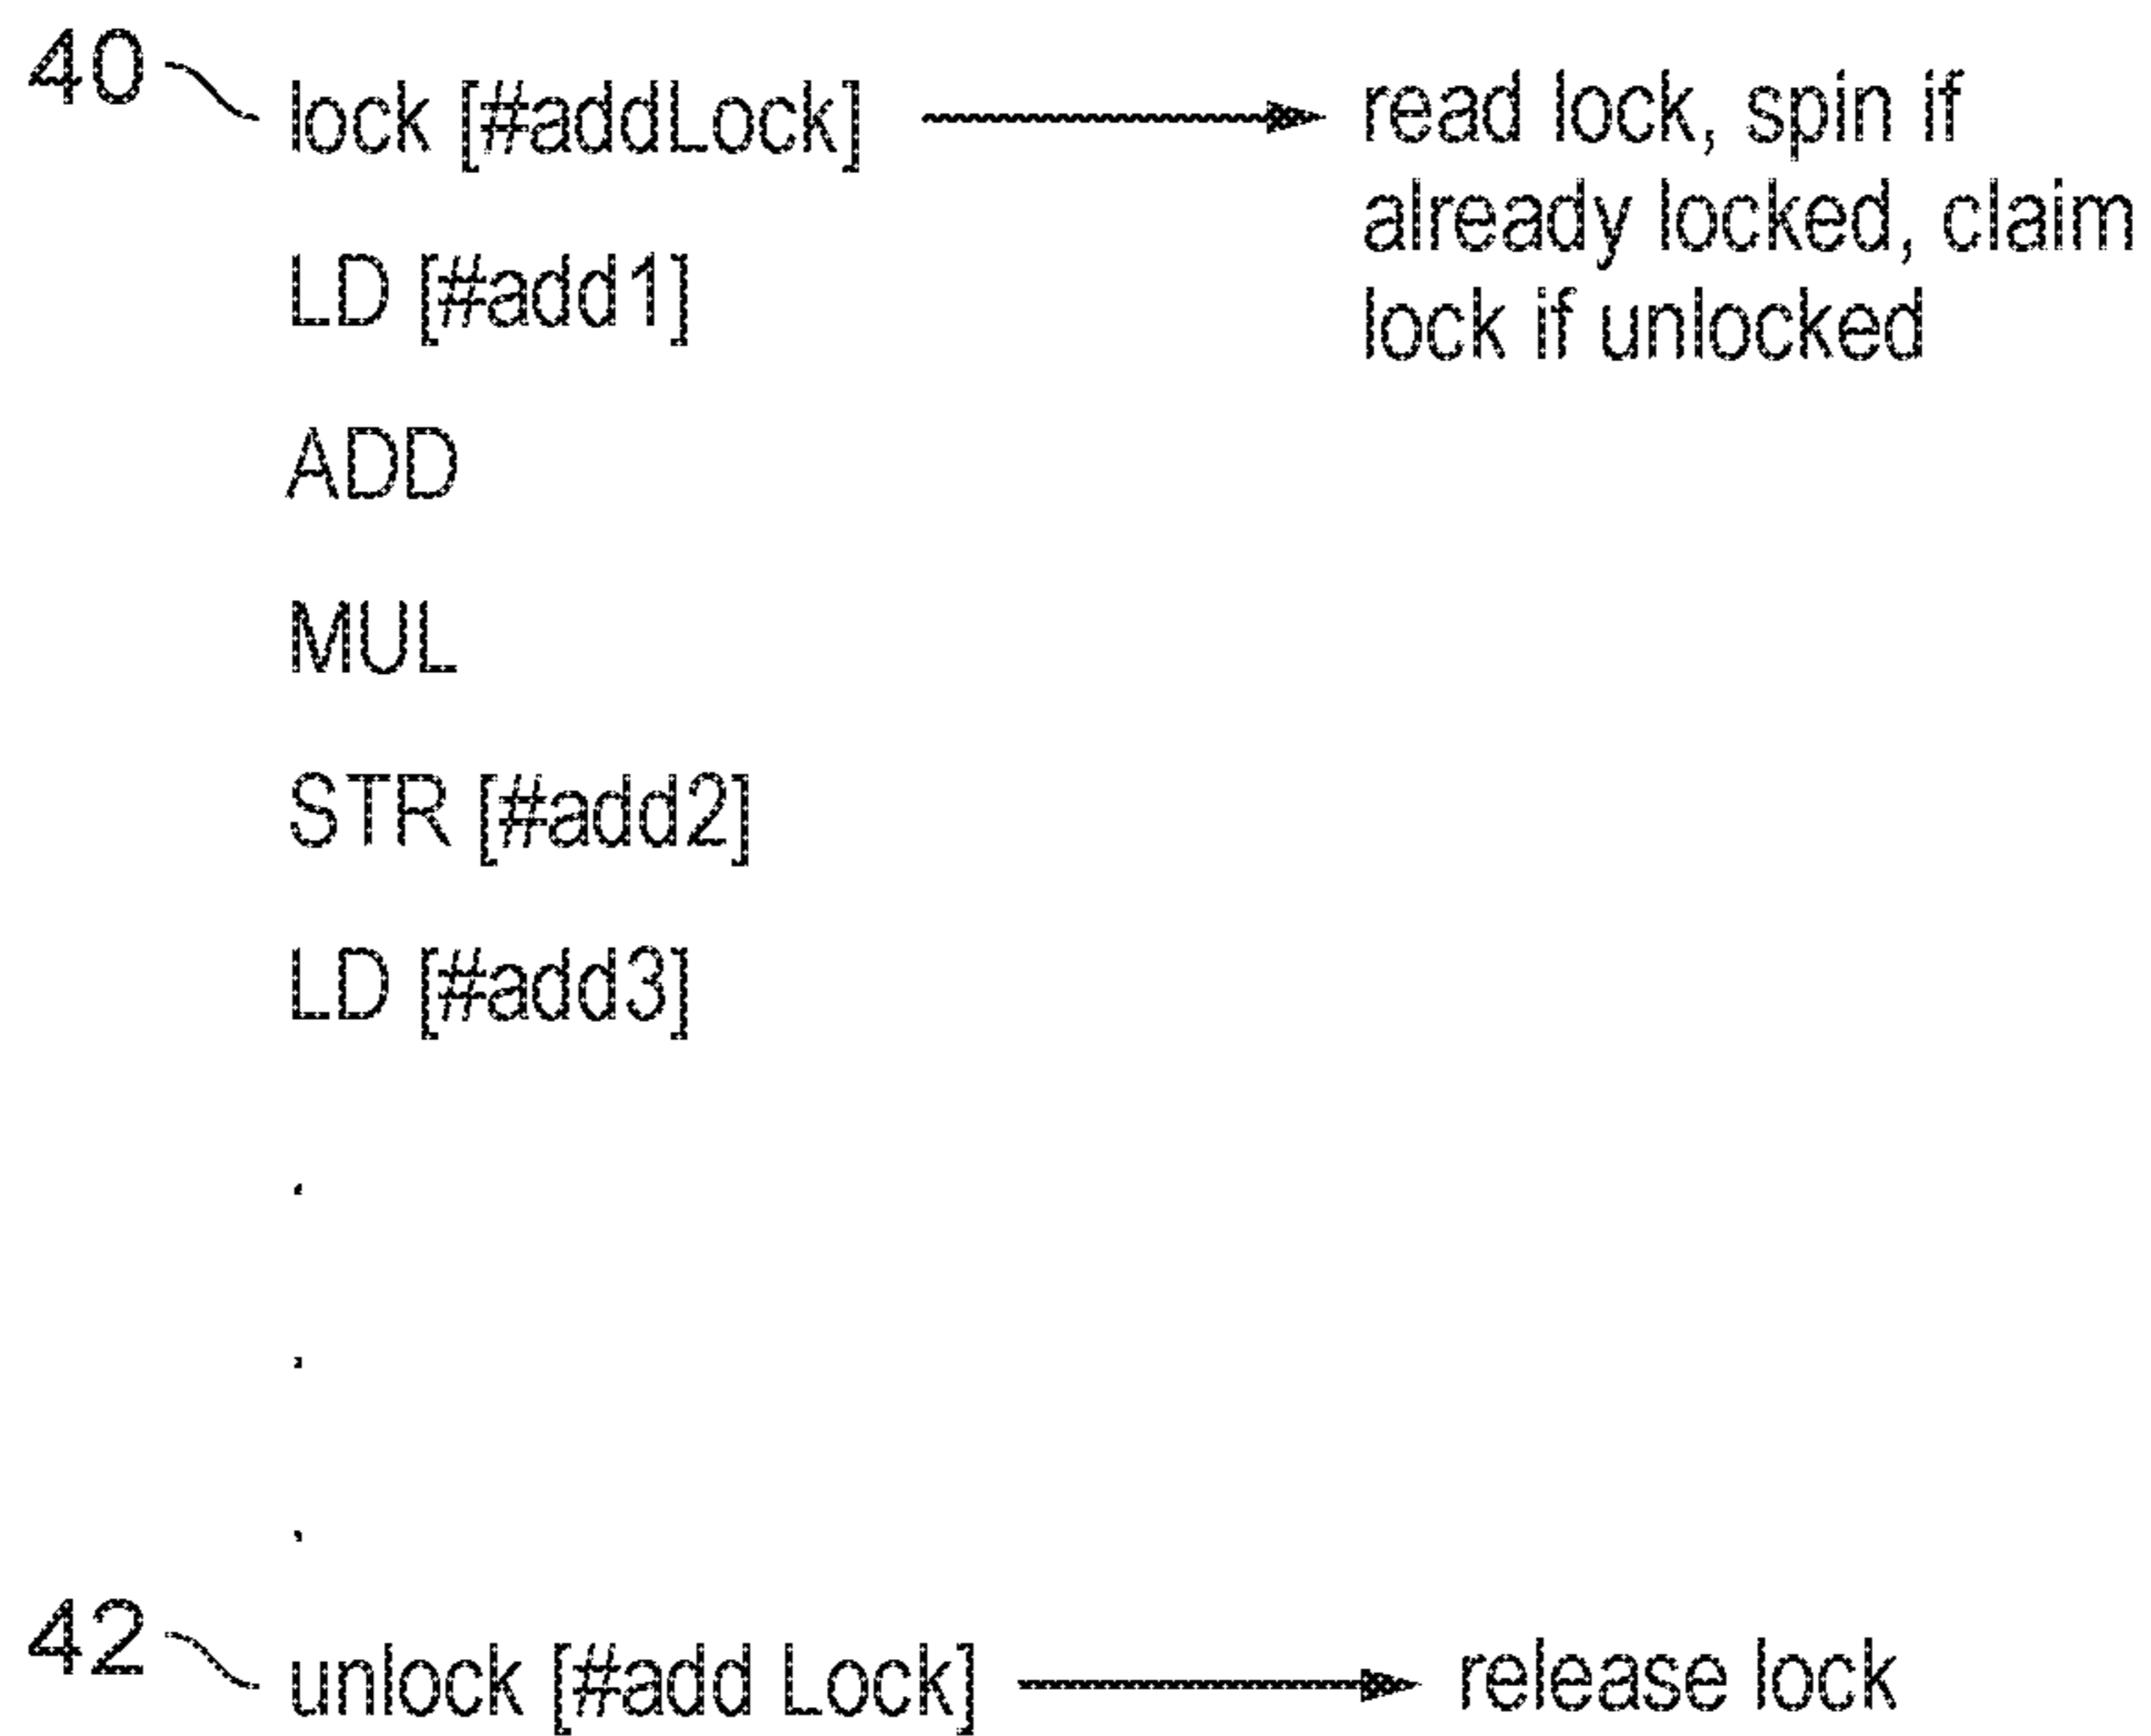 40
lock [#addLock]
read lock, spin if
already locked, claim
lock if unlocked
LD [#add1]
ADD
MUL
STR [#add2]
LD [#add3]
.
.
.
42
unlock [#add Lock]
release lock